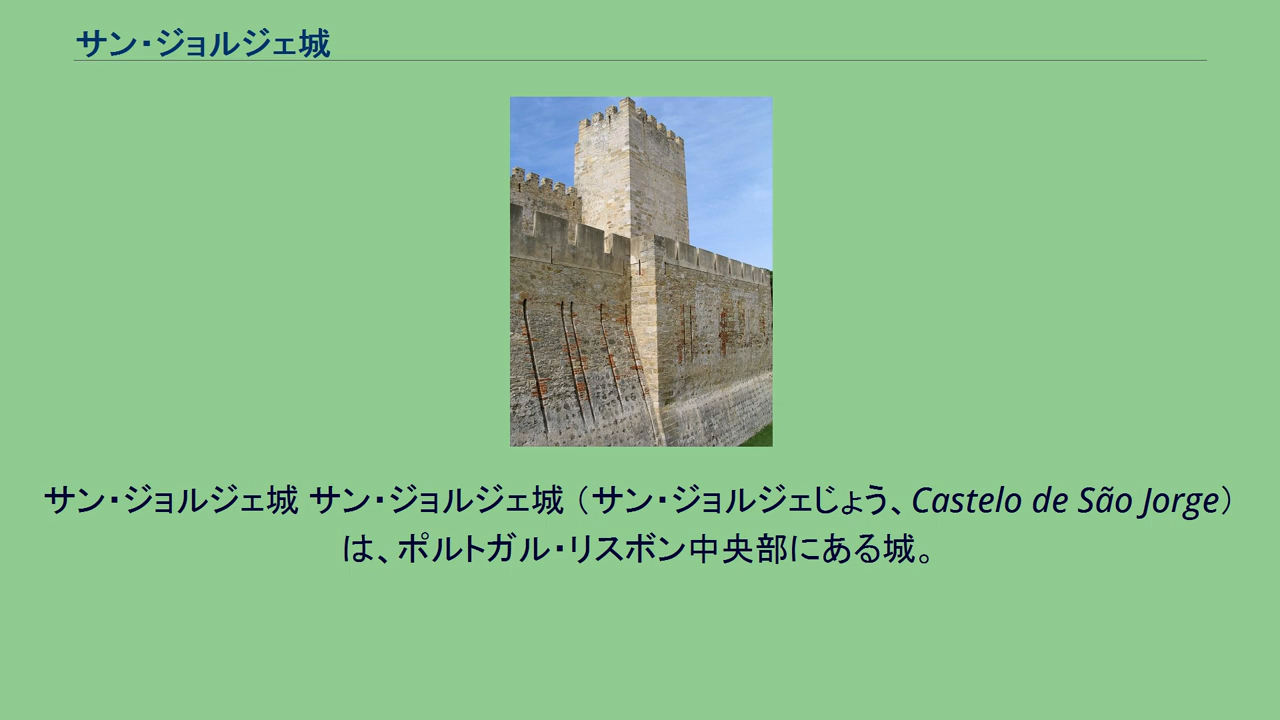 サン・ジョルジェ城
サン・ジョルジェ城 サン・ジョルジェ城（サン・ジョルジェじょう、Castelo de São Jorge）
は、ポルトガル・リスボン中央部にある城。